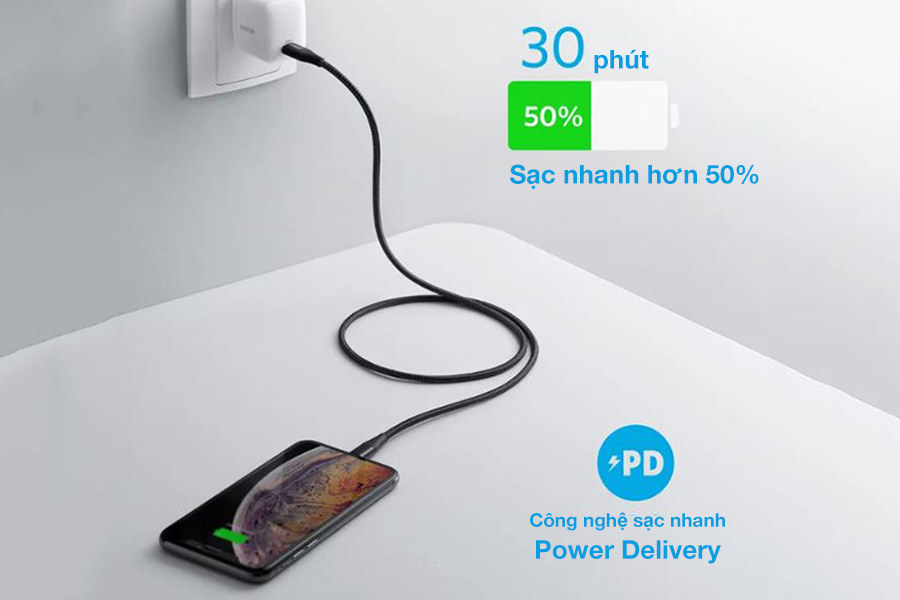 30 phút
50%
Sạc nhanh hơn 50%
PD
Công nghệ sạc nhanh
Power Delivery